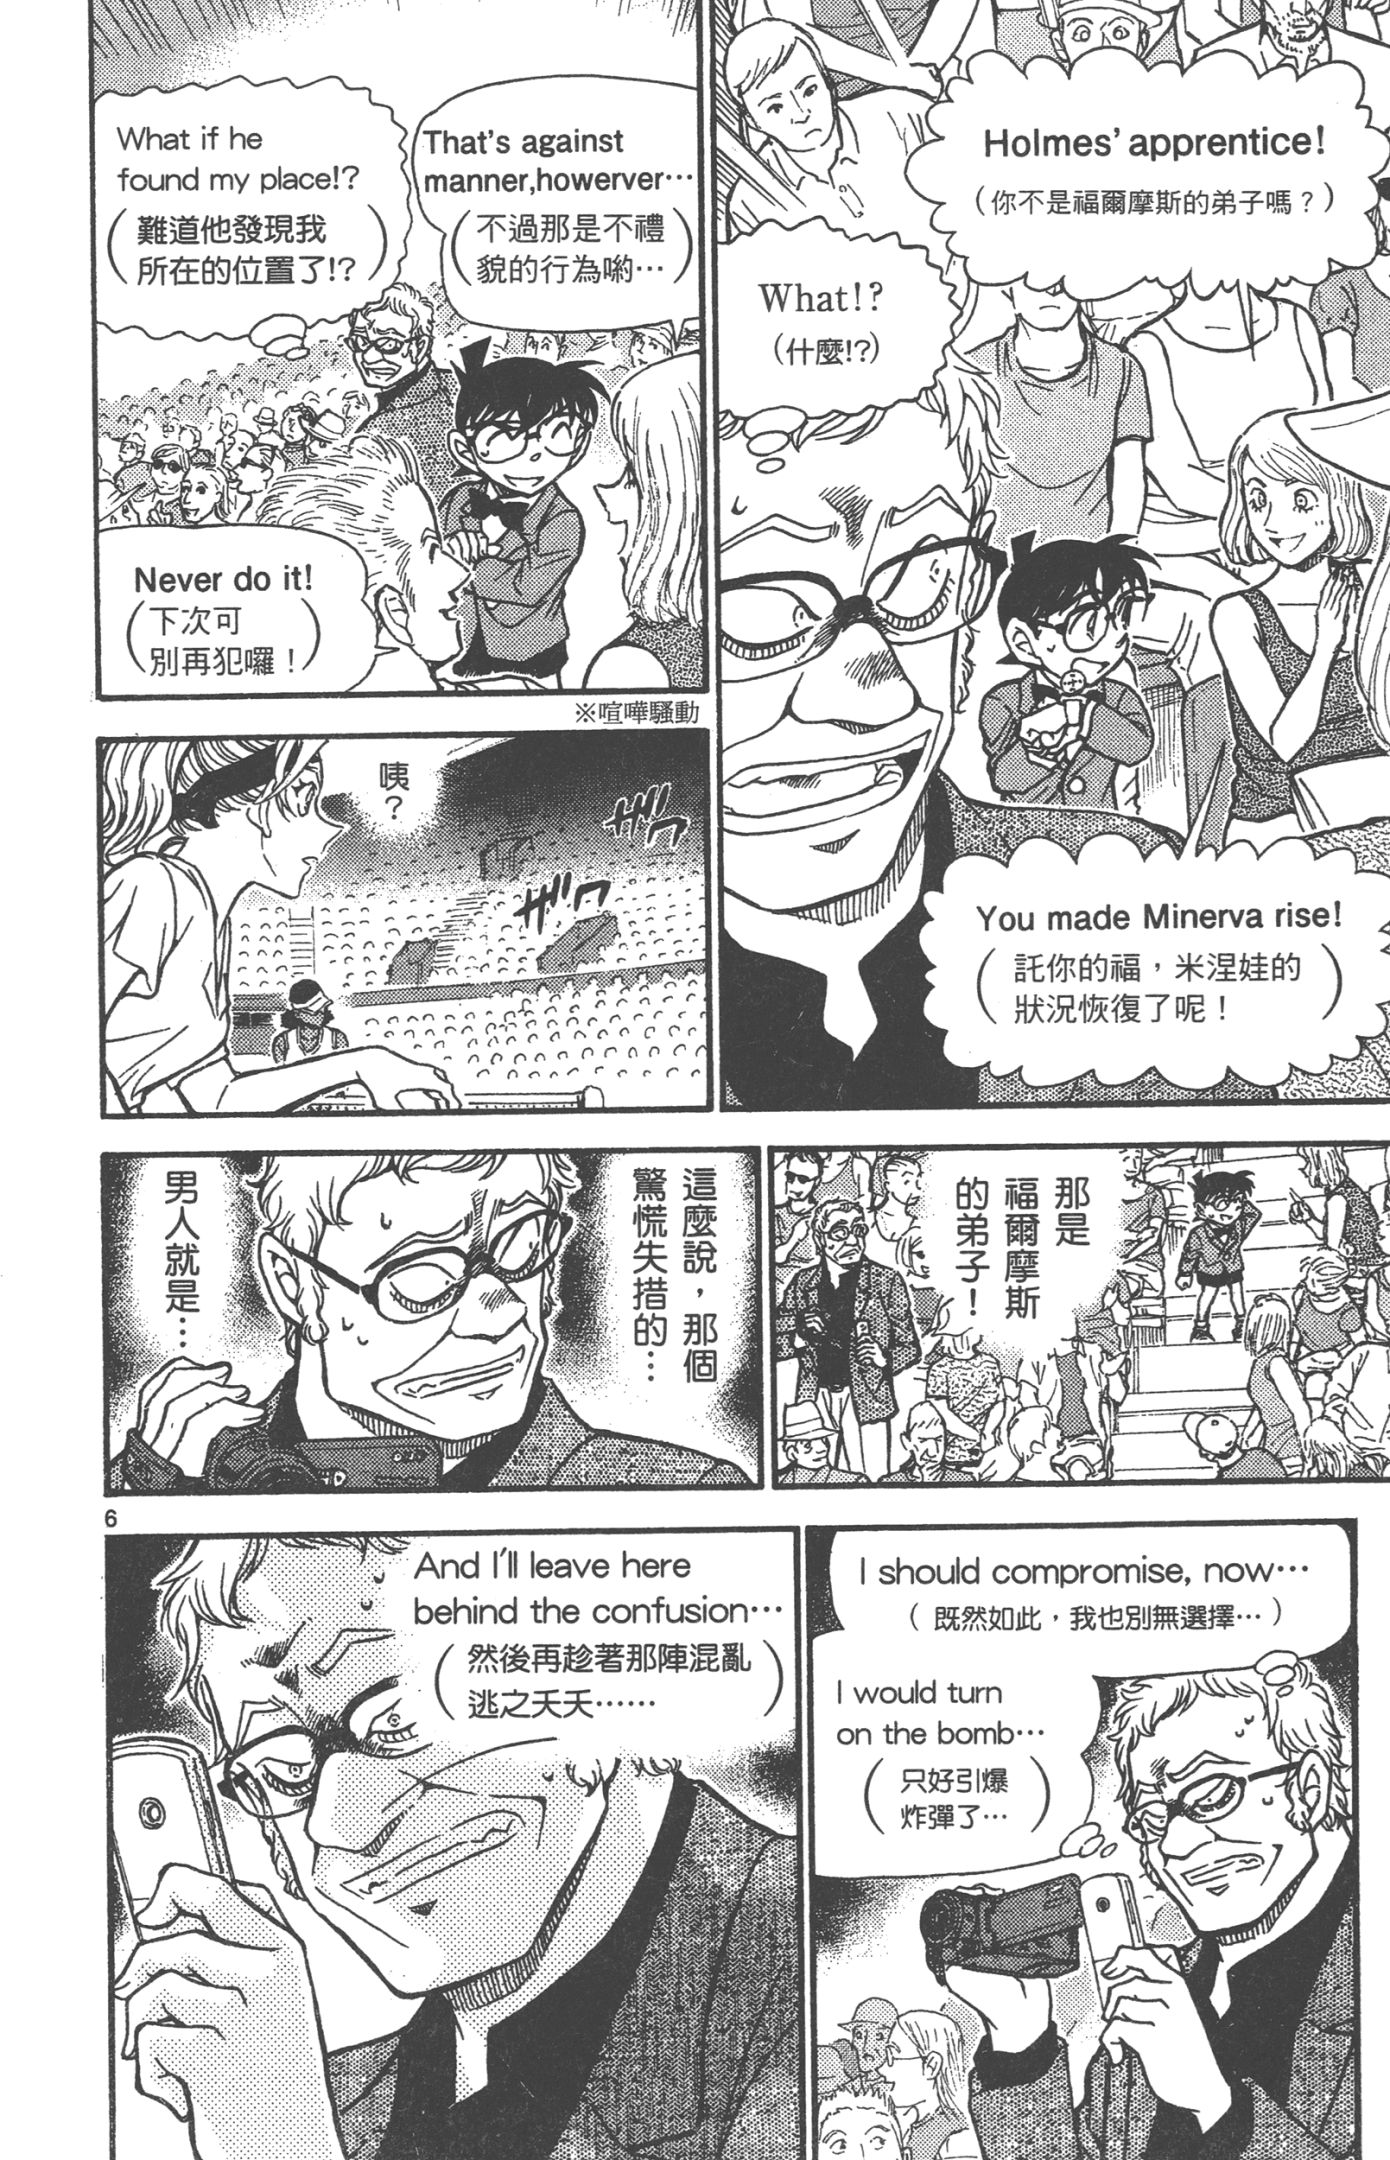 Holmes' apprentice!
（你不是福爾摩斯的弟子嗎？）
What!?
（什麼!?）
You made Minerva rise!
（託你的福，米涅娃的
狀況恢復了呢！）
That's against
manner,howerver⋯
（不過那是不禮
貌的行為喲⋯）
What if he
found my place!?
（難道他發現我
所在的位置了!?）
Never do it!
（下次可
別再犯囉！）
※喧嘩騷動
咦？
ザワ
ザワ
那是
福爾摩斯
的弟子！
這麼說，那個
驚慌失措的⋯
男人就是⋯
HD
6
I should compromise, now⋯
（既然如此，我也別無選擇⋯）
I would turn
on the bomb⋯
（只好引爆
炸彈了⋯）
And I'll leave here
behind the confusion⋯
（然後再趁著那陣混亂
逃之夭夭⋯⋯）